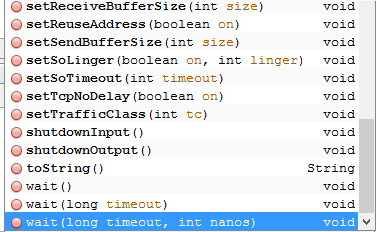 setReceiveBufferSize(int size) void
setReuseAddress(boolean on) void
setSendBufferSize(int size) void
setSoLinger(boolean on, int linger) void
setSoTimeout(int timeout) void
setTcpNoDelay(boolean on) void
setTrafficClass(int tc) void
shutdownInput() void
shutdownOutput() void
toString() String
wait() void
wait(long timeout) void
wait(long timeout, int nanos) void